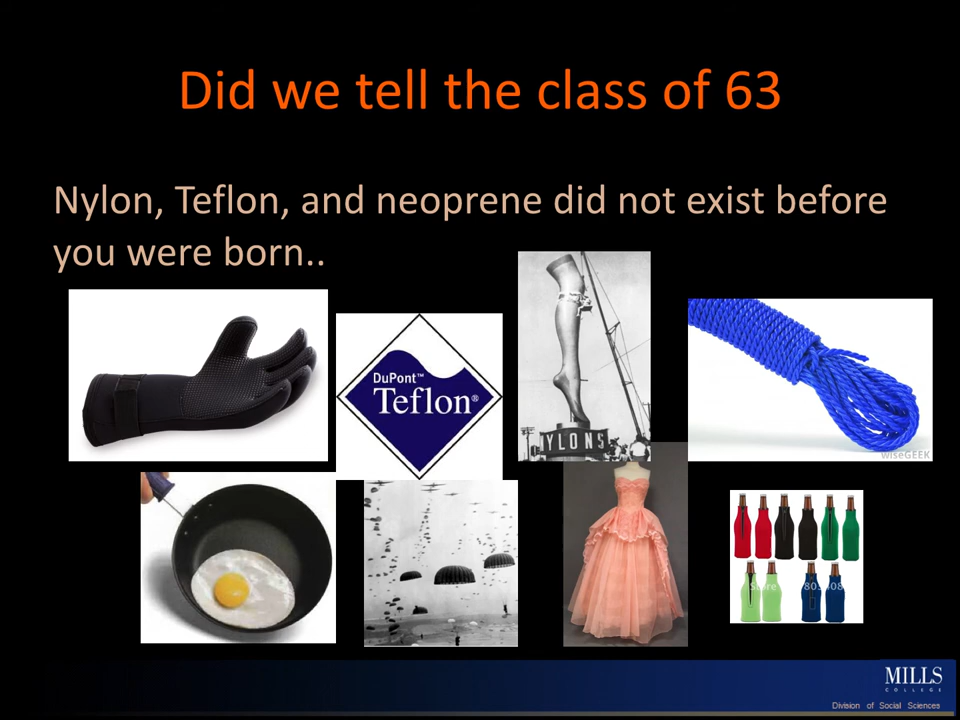 Did we tell the class of 63
Nylon, Teflon, and neoprene did not exist before
you were born..
DuPont™
Teflon®
NYLONS
wiseGEEK
MILLS
COLLEGE
Division of Social Sciences